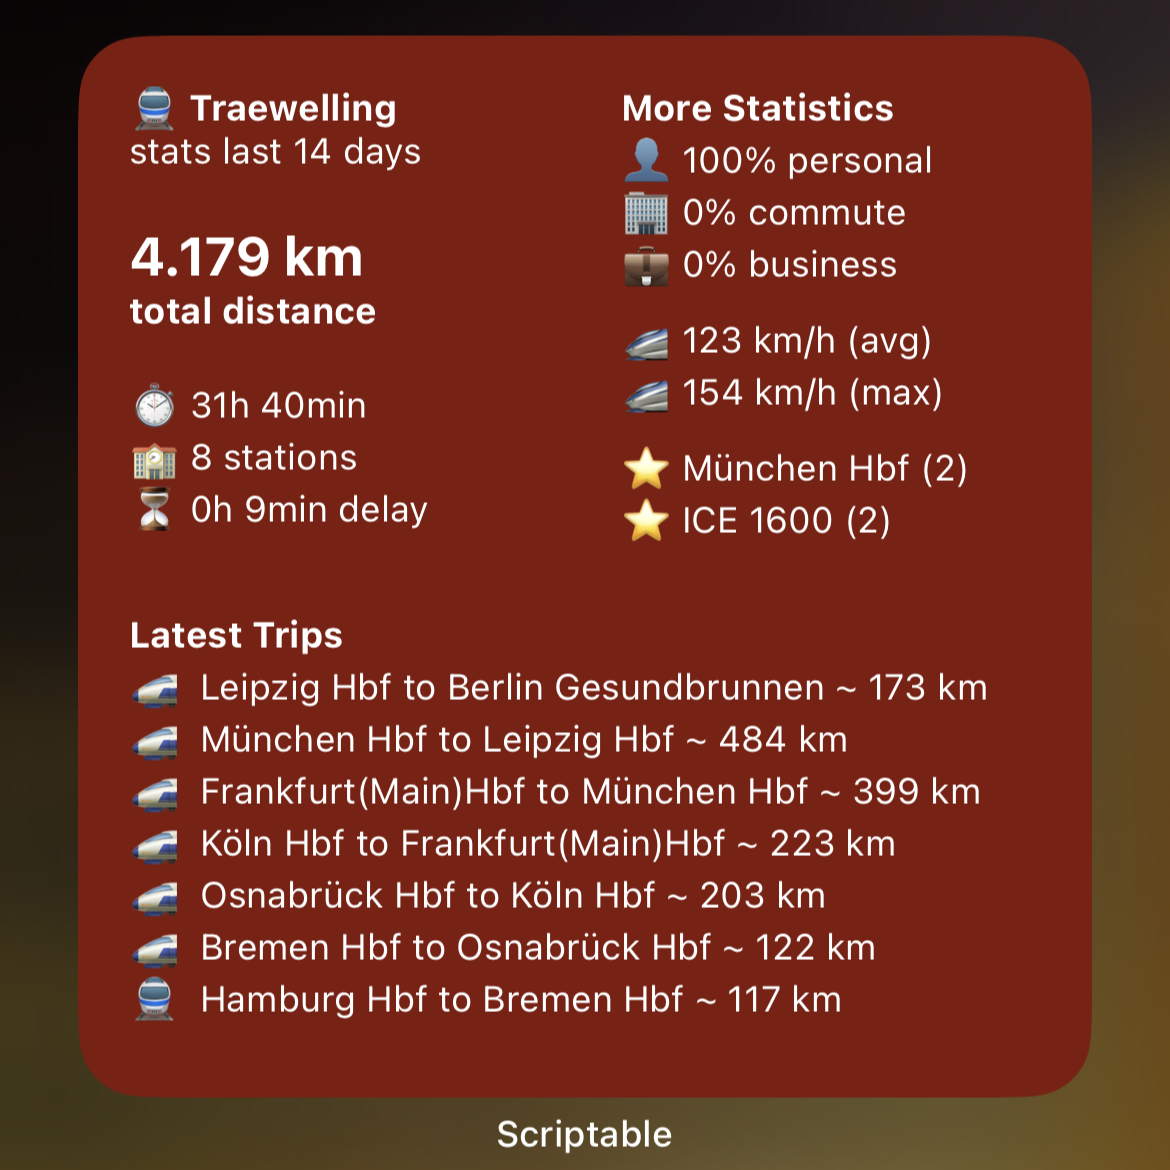 Traewelling
stats last 14 days
4.179 km
total distance
31h 40min
8 stations
0h 9min delay
More Statistics
100% personal
0% commute
0% business
123 km/h (avg)
154 km/h (max)
München Hbf (2)
ICE 1600 (2)
Latest Trips
Leipzig Hbf to Berlin Gesundbrunnen ~ 173 km
München Hbf to Leipzig Hbf ~ 484 km
Frankfurt(Main)Hbf to München Hbf ~ 399 km
Köln Hbf to Frankfurt(Main)Hbf ~ 223 km
Osnabrück Hbf to Köln Hbf ~ 203 km
Bremen Hbf to Osnabrück Hbf ~ 122 km
Hamburg Hbf to Bremen Hbf ~ 117 km
Scriptable